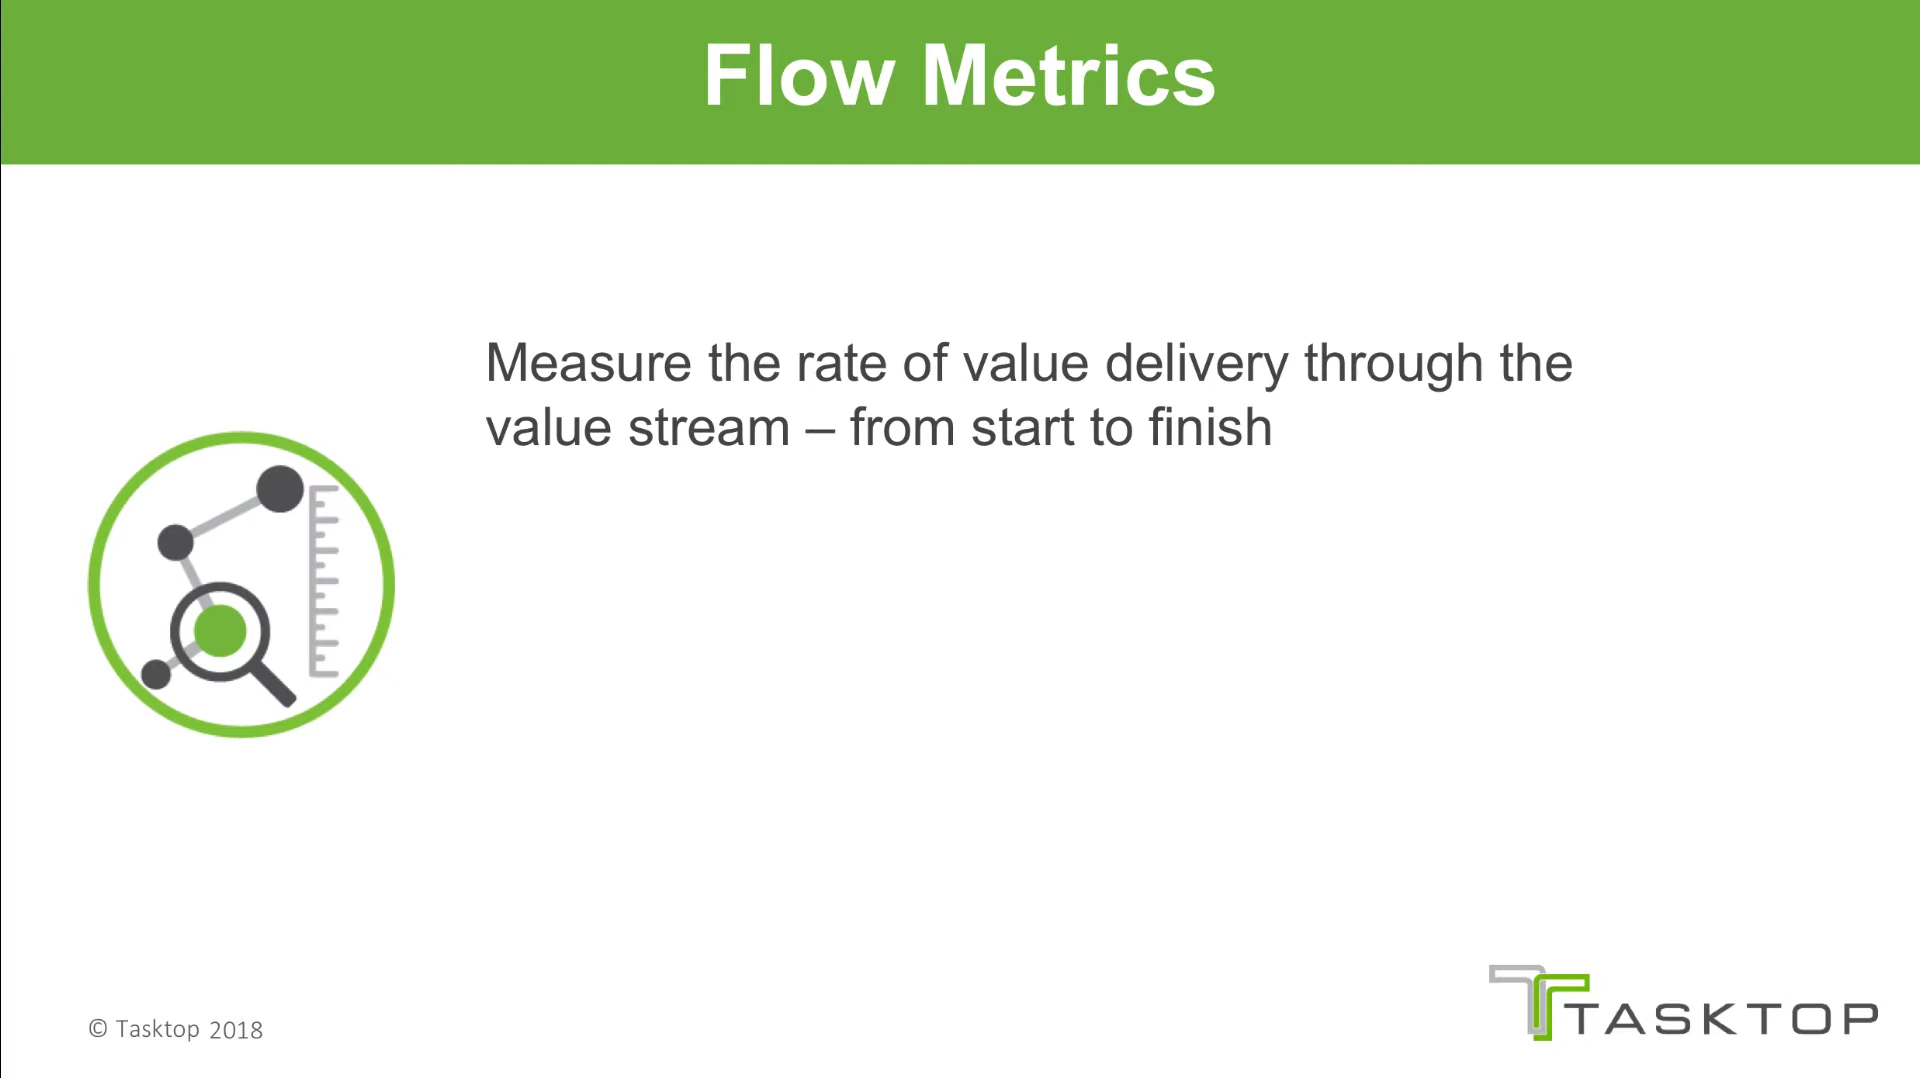 Flow Metrics
Measure the rate of value delivery through the
value stream – from start to finish
© Tasktop 2018
TASKTOP